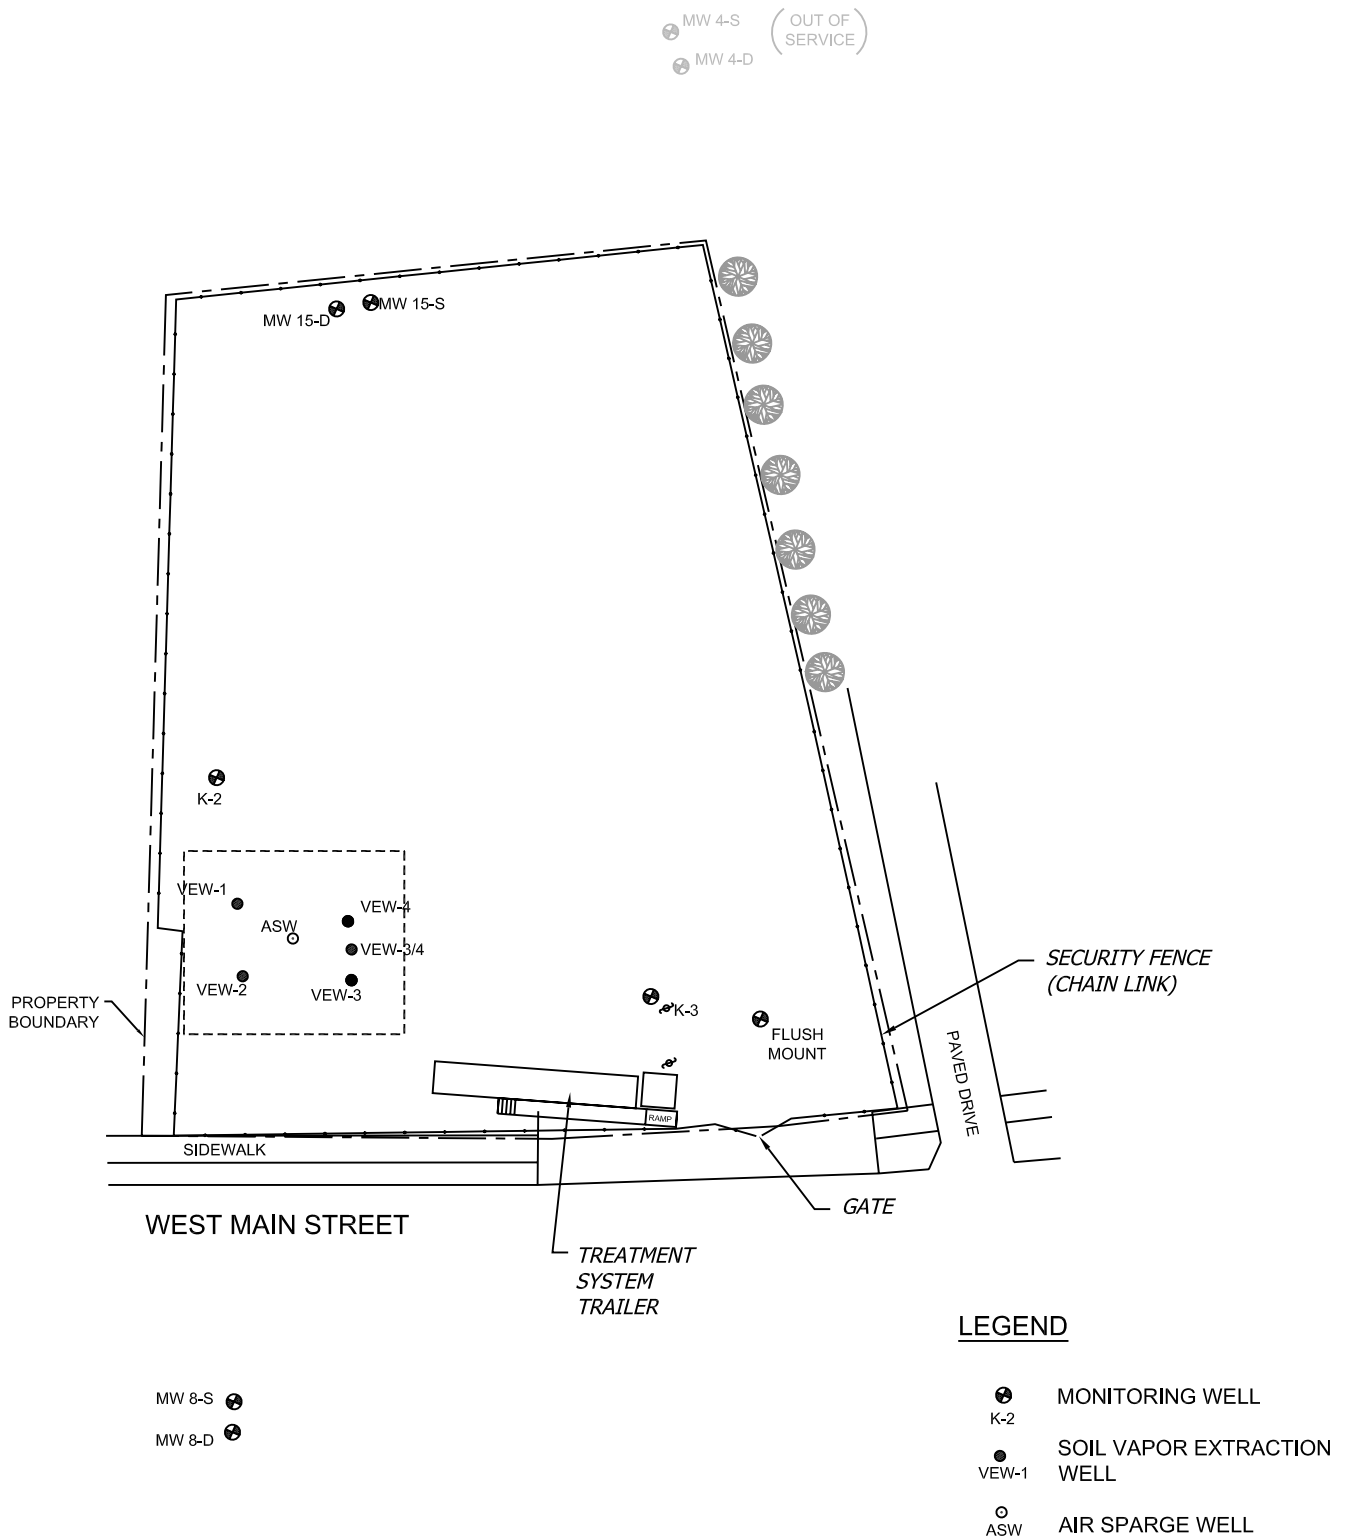 MW 4-S
OUT OF
SERVICE
MW 4-D
MW 15-D
MW 15-S
K-2
VEW-1
VEW-4
ASW
VEW-3/4
VEW-2
VEW-3
SECURITY FENCE
(CHAIN LINK)
PROPERTY
BOUNDARY
K-3
FLUSH
MOUNT
PAVED DRIVE
RAMP
SIDEWALK
GATE
WEST MAIN STREET
TREATMENT
SYSTEM
TRAILER
LEGEND
MW 8-S
MW 8-D
MONITORING WELL
K-2
SOIL VAPOR EXTRACTION
WELL
VEW-1
AIR SPARGE WELL
ASW